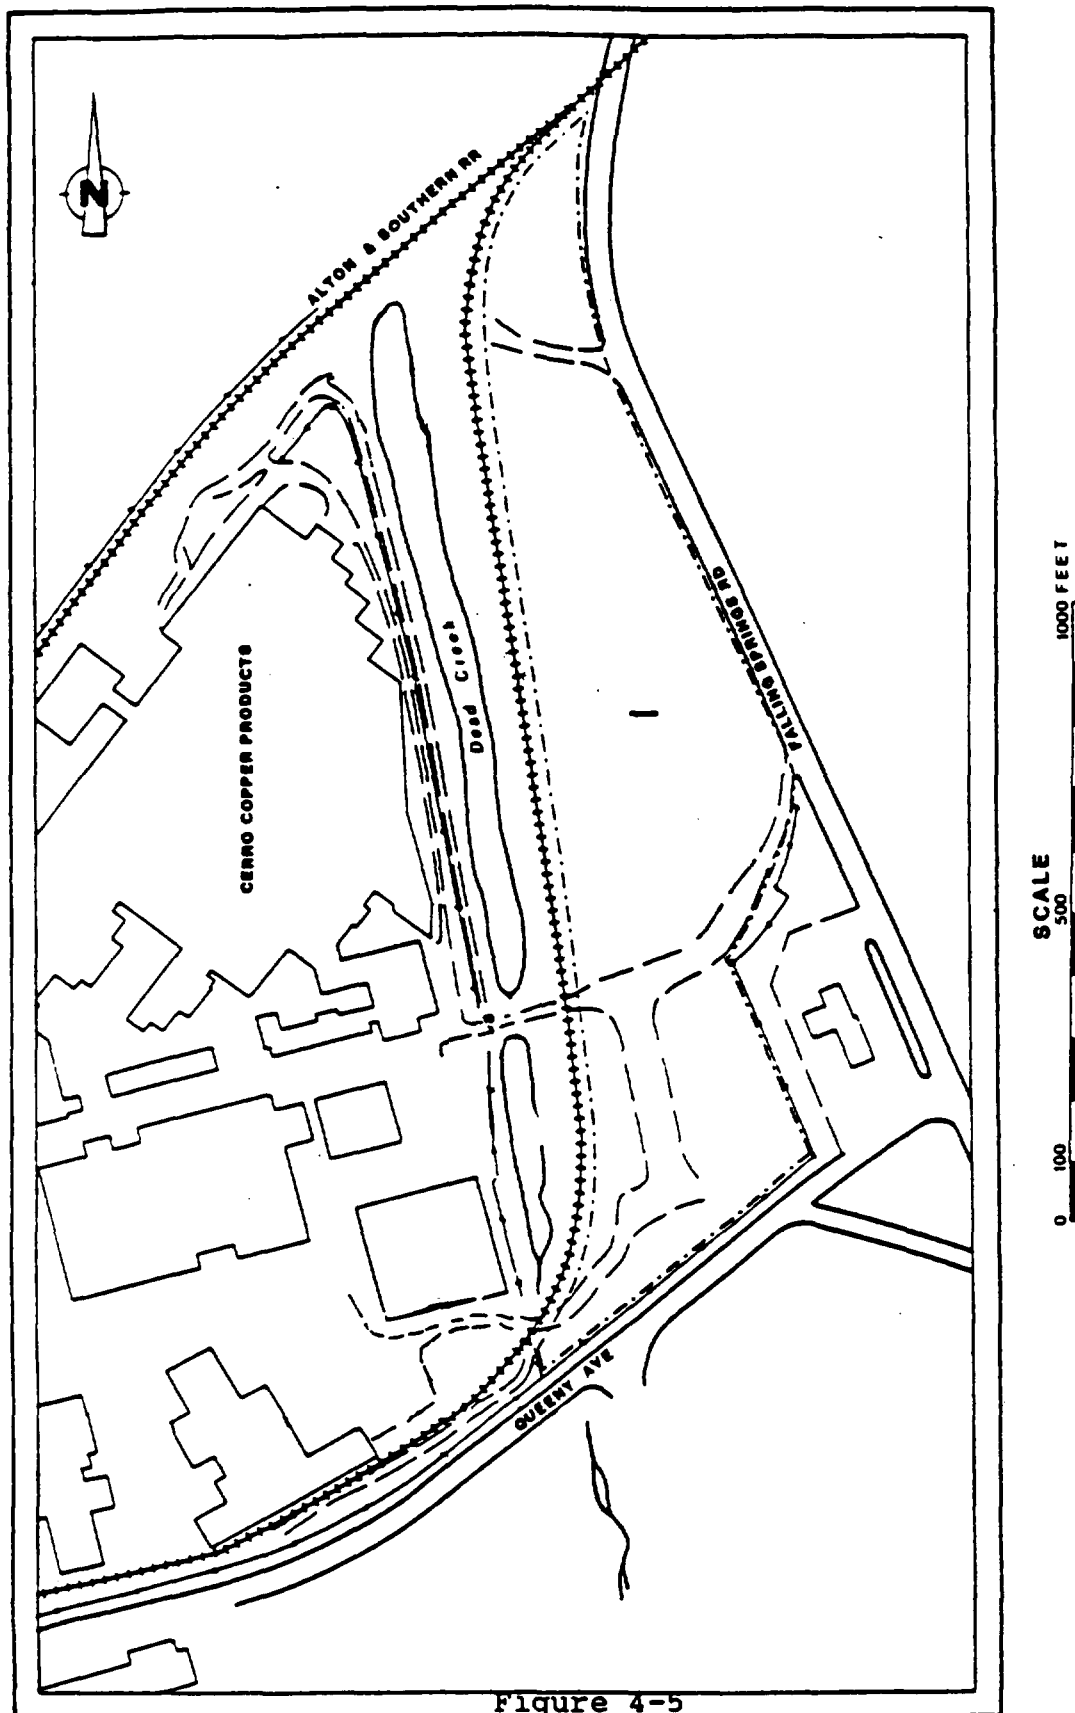 N
ALTON & SOUTHERN RR
CERRO COPPER PRODUCTS
Dead Creek
I
FALLING SPRINGS RD
QUEENY AVE
SCALE
0 100 500 1000 FEET
Figure 4-5